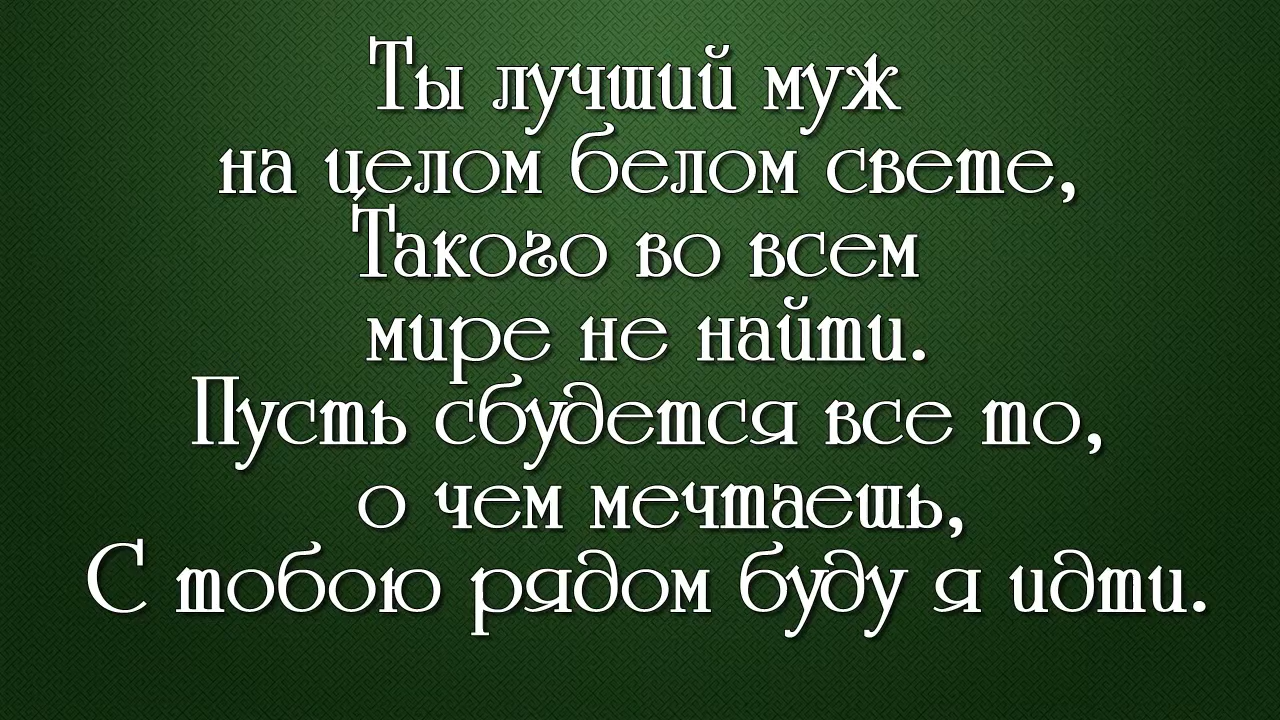 Ты лучший муж
на целом белом свете,
Такого во всем
мире не найти.
Пусть сбудется все то,
о чем мечтаешь,
С тобою рядом буду я идти.